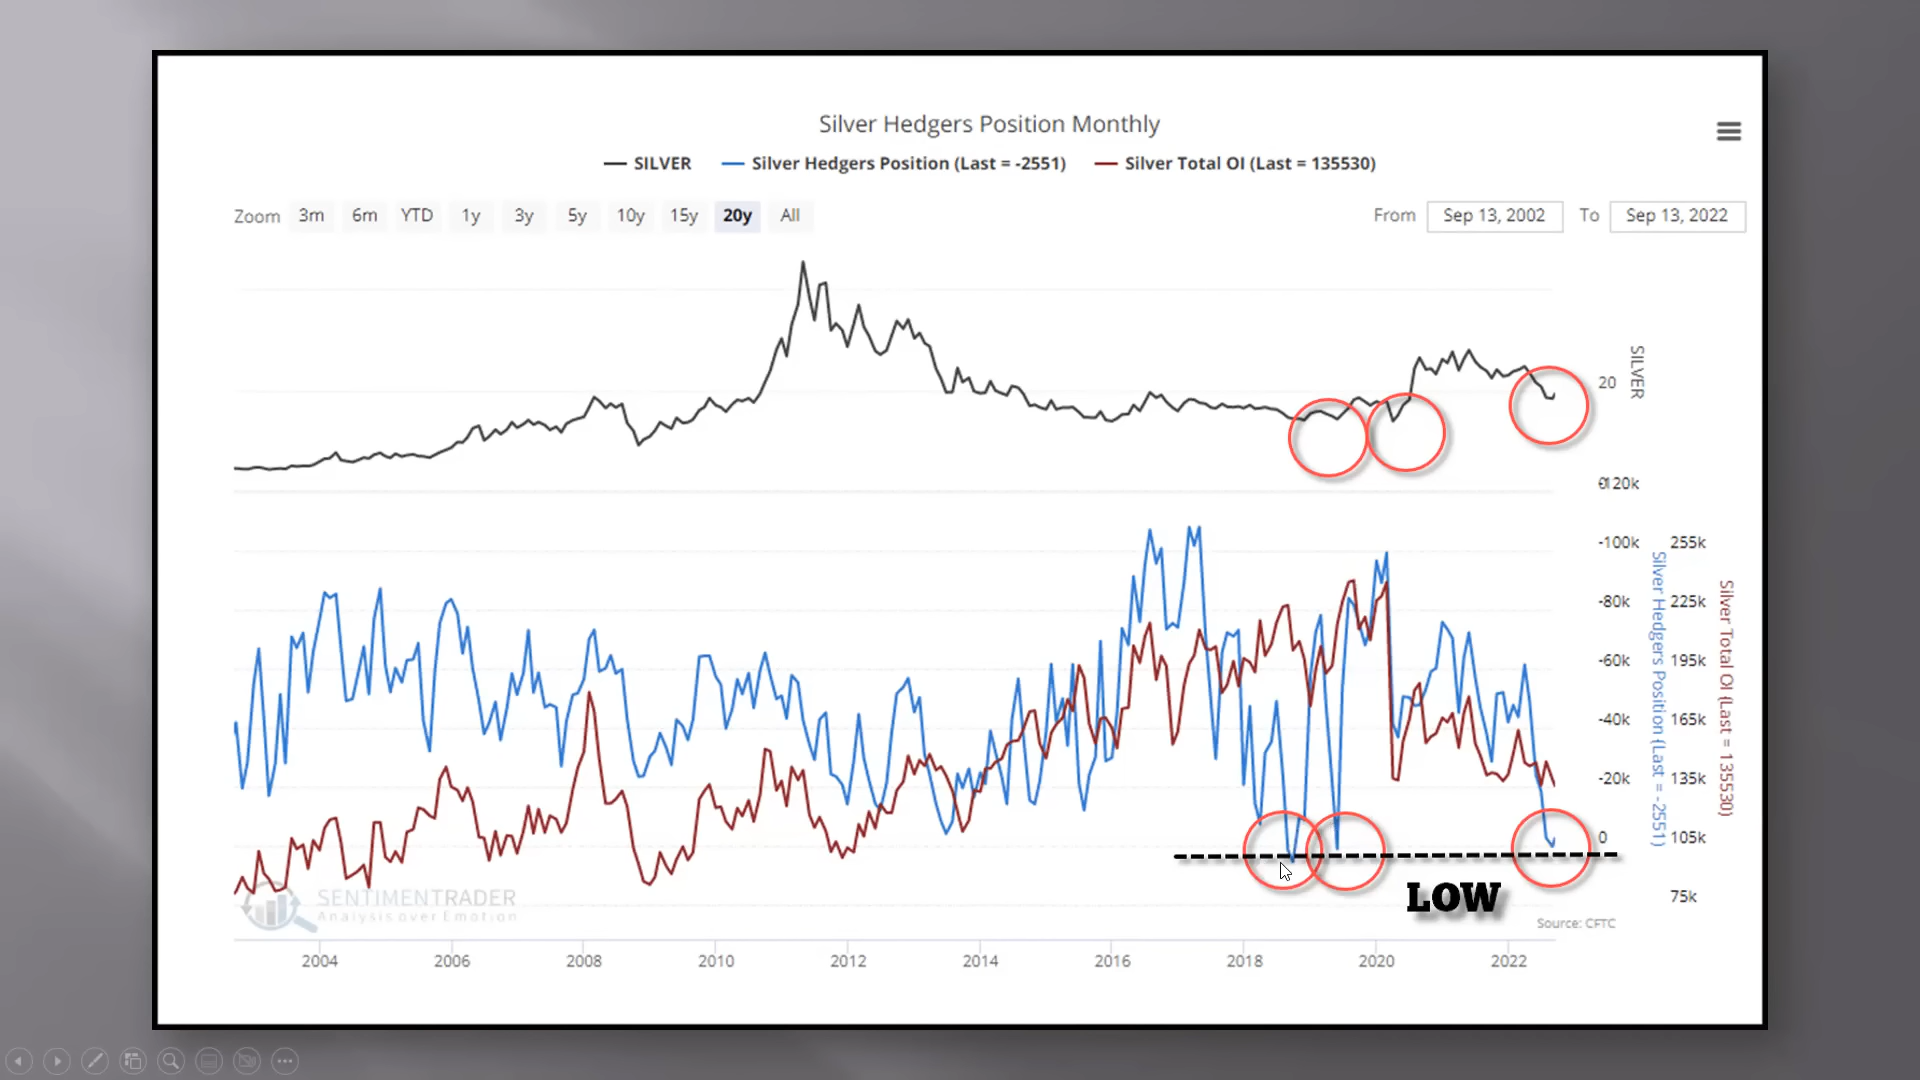 Silver Hedgers Position Monthly
SILVER Silver Hedgers Position (Last = -2551) Silver Total OI (Last = 135530)
Zoom 3m 6m YTD 1y 3y 5y 10y 15y 20y All From Sep 13, 2002 To Sep 13, 2022
SILVER
20
120k
-100k 255k
-80k 225k
-60k 195k
-40k 165k
-20k 135k
0 105k
75k
Silver Hedgers Position (Last = -2551)
Silver Total OI (Last = 135530)
LOW
SENTIMENTRADER
Analysis over Emotion
Source: CFTC
2004 2006 2008 2010 2012 2014 2016 2018 2020 2022